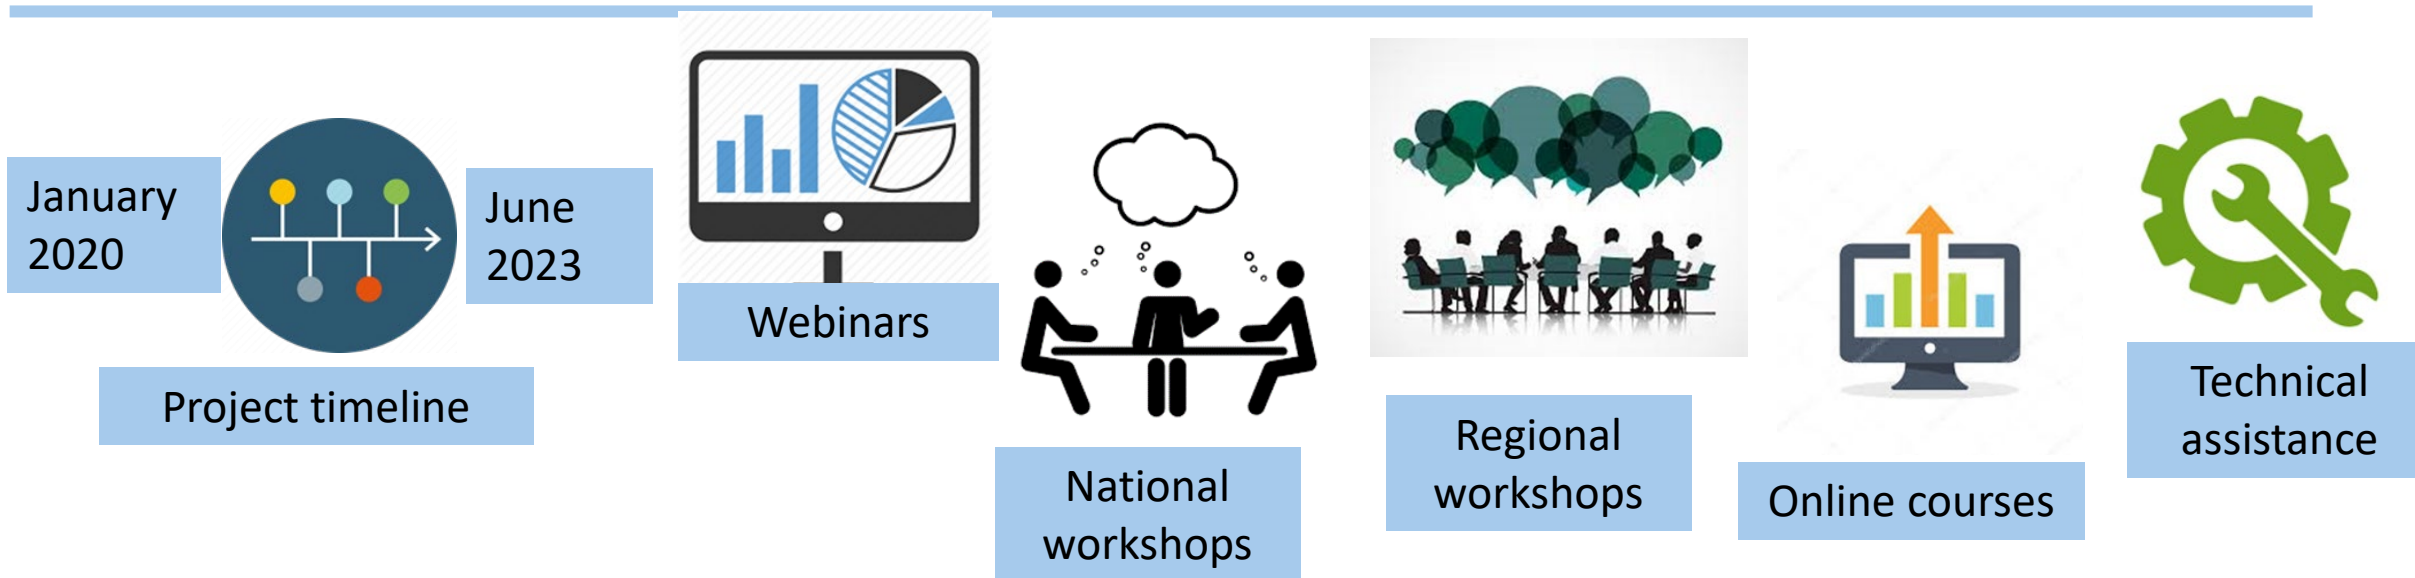 January
2020
June
2023
Project timeline
Webinars
National
workshops
Regional
workshops
Online courses
Technical
assistance